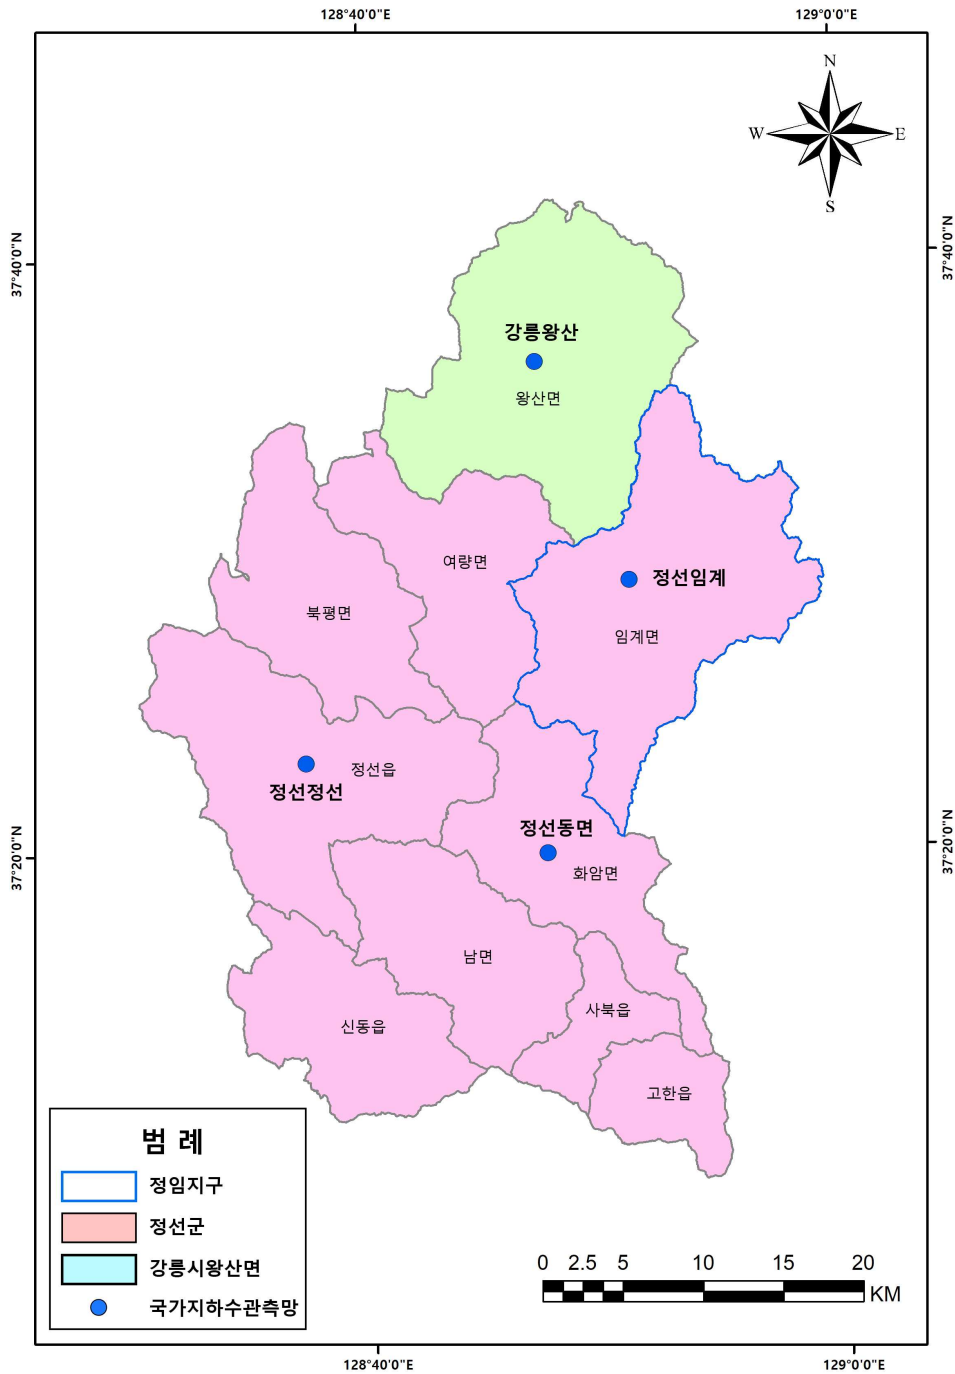 128°40'0"E
129°0'0"E
N
W
E
S
37°40'0"N
37°40'0"N
강릉왕산
왕산면
여량면
정선임계
북평면
임계면
정선읍
정선정선
정선동면
37°20'0"N
37°20'0"N
화암면
남면
사북읍
신동읍
고한읍
범 례
정임지구
정선군
강릉시왕산면
국가지하수관측망
0 2.5 5 10 15 20
KM
128°40'0"E
129°0'0"E